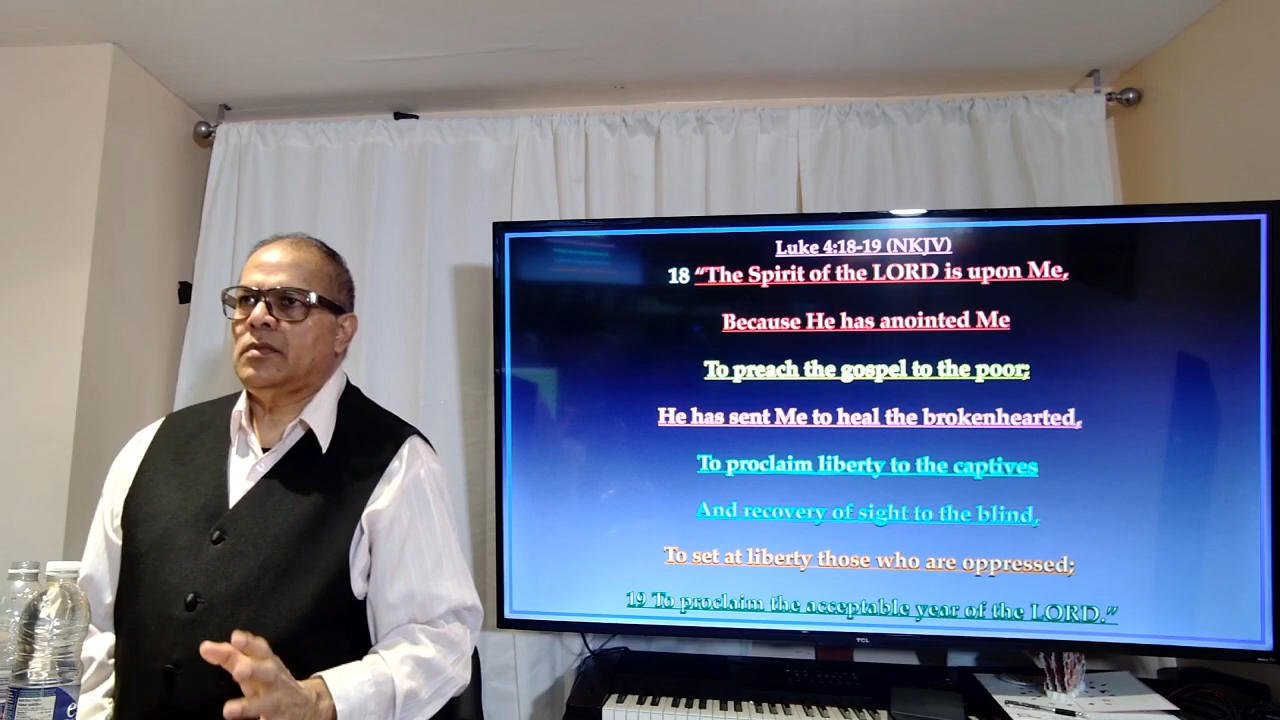 Luke 4:18-19 (NKJV)
18 “The Spirit of the LORD is upon Me,
Because He has anointed Me
To preach the gospel to the poor;
He has sent Me to heal the brokenhearted,
To proclaim liberty to the captives
And recovery of sight to the blind,
To set at liberty those who are oppressed;
19 To proclaim the acceptable year of the LORD.”
TCL